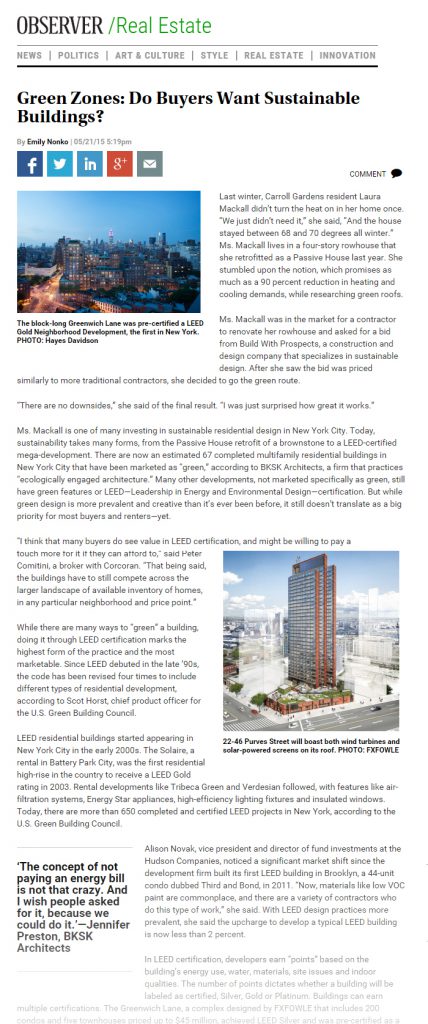 OBSERVER /Real Estate
NEWS | POLITICS | ART & CULTURE | STYLE | REAL ESTATE | INNOVATION
Green Zones: Do Buyers Want Sustainable
Buildings?
By Emily Nonko | 05/21/15 5:19pm
COMMENT
Last winter, Carroll Gardens resident Laura
Mackall didn't turn the heat on in her home once.
"We just didn't need it," she said, "And the house
stayed between 68 and 70 degrees all winter."
Ms. Mackall lives in a four-story rowhouse that
she retrofitted as a Passive House last year. She
stumbled upon the notion, which promises as
much as a 90 percent reduction in heating and
cooling demands, while researching green roofs.
The block-long Greenwich Lane was pre-certified a LEED
Gold Neighborhood Development, the first in New York.
PHOTO: Hayes Davidson
Ms. Mackall was in the market for a contractor
to renovate her rowhouse and asked for a bid
from Build With Prospects, a construction and
design company that specializes in sustainable
design. After she saw the bid was priced
similarly to more traditional contractors, she decided to go the green route.
"There are no downsides," she said of the final result. "I was just surprised how great it works."
Ms. Mackall is one of many investing in sustainable residential design in New York City. Today,
sustainability takes many forms, from the Passive House retrofit of a brownstone to a LEED-certified
mega-development. There are now an estimated 67 completed multifamily residential buildings in
New York City that have been marketed as "green," according to BKSK Architects, a firm that practices
"ecologically engaged architecture." Many other developments, not marketed specifically as green, still
have green features or LEED—Leadership in Energy and Environmental Design—certification. But while
green design is more prevalent and creative than it's ever been before, it still doesn't translate as a big
priority for most buyers and renters—yet.
"I think that many buyers do see value in LEED certification, and might be willing to pay a
touch more for it if they can afford to," said Peter
Comitini, a broker with Corcoran. "That being said,
the buildings have to still compete across the
larger landscape of available inventory of homes,
in any particular neighborhood and price point."
While there are many ways to "green" a building,
doing it through LEED certification marks the
highest form of the practice and the most
marketable. Since LEED debuted in the late '90s,
the code has been revised four times to include
different types of residential development,
according to Scot Horst, chief product officer for
the U.S. Green Building Council.
22-46 Purves Street will boast both wind turbines and
solar-powered screens on its roof. PHOTO: FXFOWLE
LEED residential buildings started appearing in
New York City in the early 2000s. The Solaire, a
rental in Battery Park City, was the first residential
high-rise in the country to receive a LEED Gold
rating in 2003. Rental developments like Tribeca Green and Verdesian followed, with features like air-
filtration systems, Energy Star appliances, high-efficiency lighting fixtures and insulated windows.
Today, there are more than 650 completed and certified LEED projects in New York, according to the
U.S. Green Building Council.
'The concept of not
paying an energy bill
is not that crazy. And
I wish people asked
for it, because we
could do it.'—Jennifer
Preston, BKSK
Architects
Alison Novak, vice president and director of fund investments at the
Hudson Companies, noticed a significant market shift since the
development firm built its first LEED building in Brooklyn, a 44-unit
condo dubbed Third and Bond, in 2011. "Now, materials like low VOC
paint are commonplace, and there are a variety of contractors who
do this type of work," she said. With LEED design practices more
prevalent, she said the upcharge to develop a typical LEED building
is now less than 2 percent.
In LEED certification, developers earn "points" based on the
building's energy use, water, materials, site issues and indoor
qualities. The number of points dictates whether a building will be
labeled as certified, Silver, Gold or Platinum. Buildings can earn
multiple certifications. The Greenwich Lane, a complex designed by FXFOWLE that includes 200
condos and five townhouses priced up to $45 million, achieved LEED Silver and was pre-certified as a